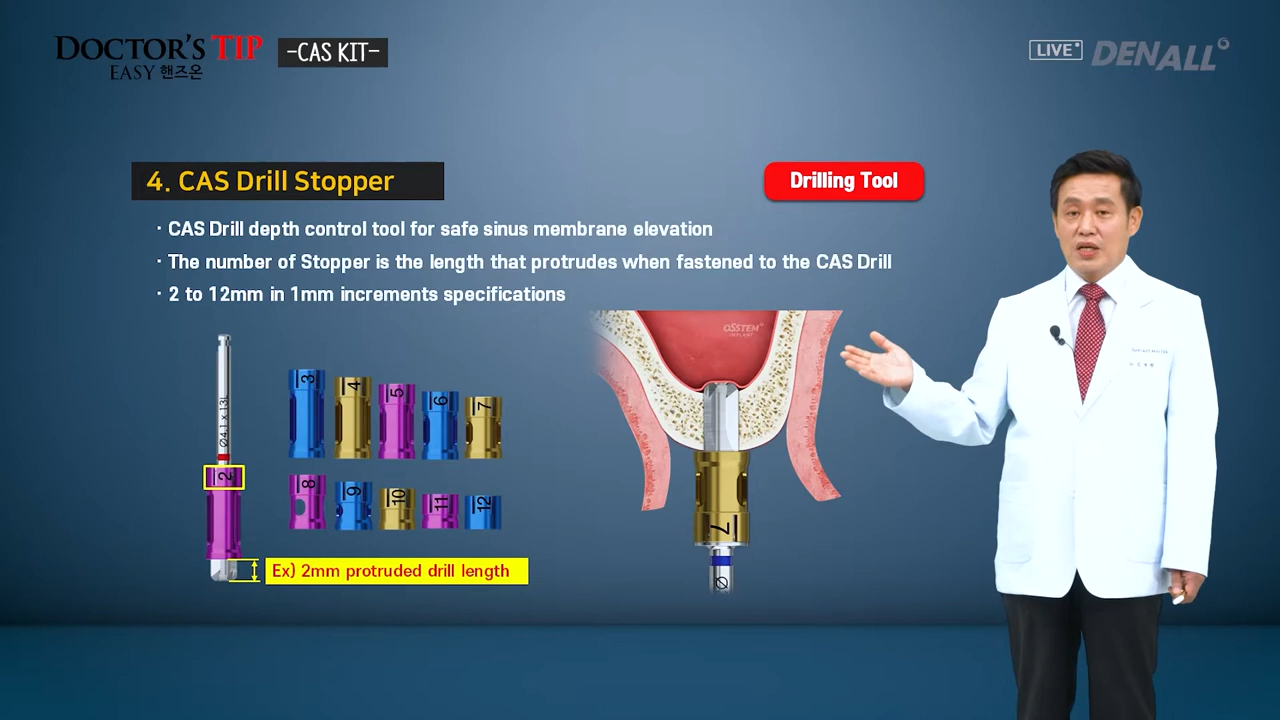 DOCTOR'S TIP
EASY 핸즈온
-CAS KIT-
LIVE
DENALL
4. CAS Drill Stopper
Drilling Tool
· CAS Drill depth control tool for safe sinus membrane elevation
· The number of Stopper is the length that protrudes when fastened to the CAS Drill
· 2 to 12mm in 1mm increments specifications
OSSTEM
IMPLANT
Ø4.1 x 13L
2
3
4
5
6
7
8
9
10
11
12
7
Ø
Ex) 2mm protruded drill length